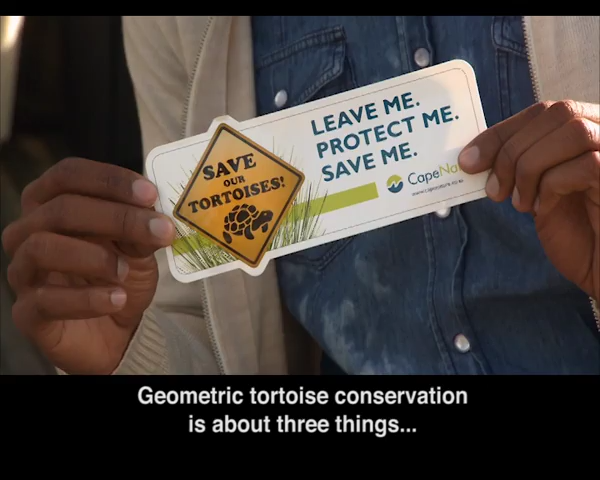 SAVE
OUR
TORTOISES!
LEAVE ME.
PROTECT ME.
SAVE ME.
Geometric tortoise conservation
is about three things...